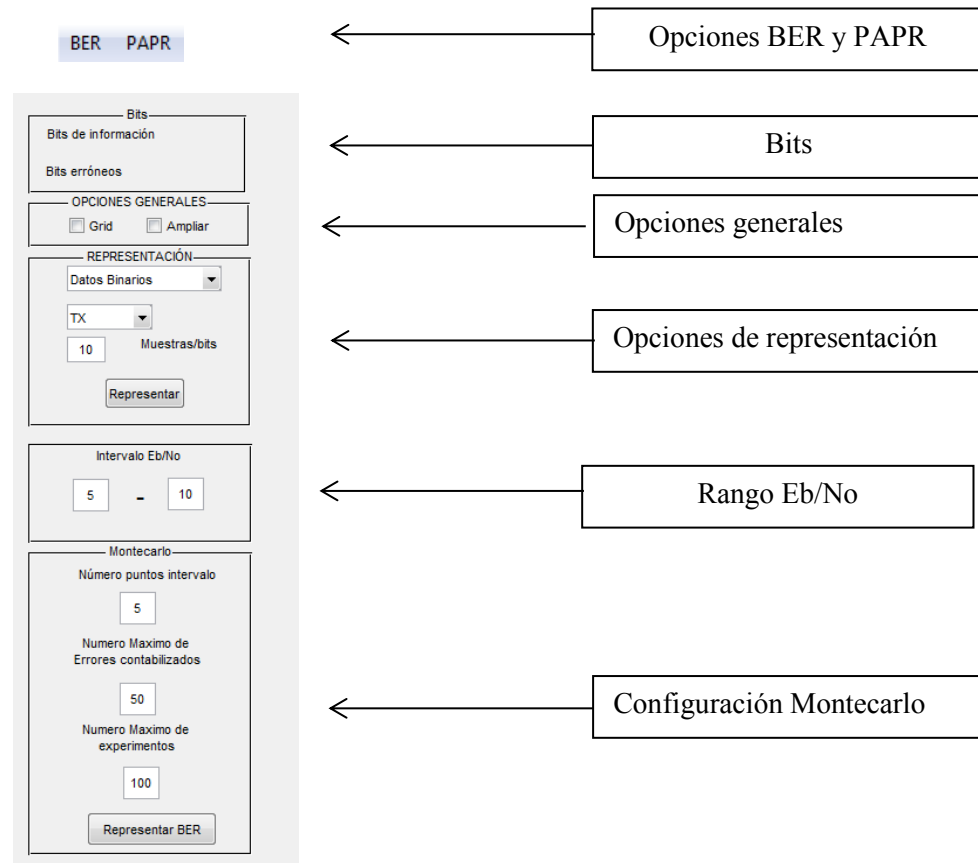 BER PAPR
Opciones BER y PAPR
Bits
Bits de información
Bits erróneos
Bits
OPCIONES GENERALES
Grid Ampliar
Opciones generales
REPRESENTACIÓN
Datos Binarios
TX
10 Muestras/bits
Representar
Opciones de representación
Intervalo Eb/No
5 - 10
Rango Eb/No
Montecarlo
Número puntos intervalo
5
Numero Maximo de
Errores contabilizados
50
Numero Maximo de
experimentos
100
Representar BER
Configuración Montecarlo